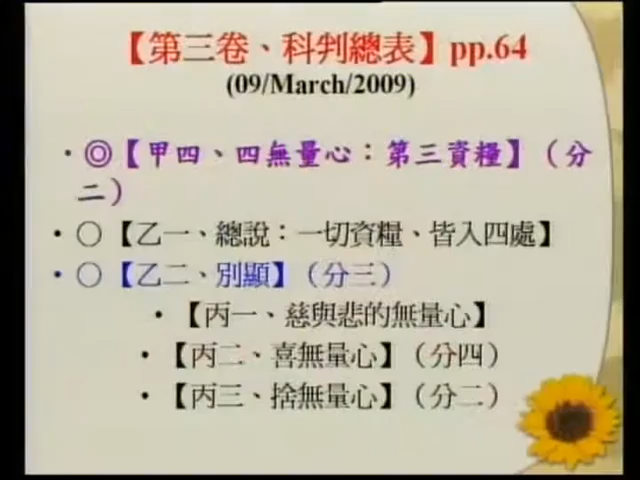 【第三卷、科判總表】pp.64
(09/March/2009)
•◎【甲四、四無量心：第三資糧】（分
二）
•○【乙一、總說：一切資糧、皆入四處】
•○【乙二、別顯】（分三）
•【丙一、慈與悲的無量心】
•【丙二、喜無量心】（分四）
•【丙三、捨無量心】（分二）